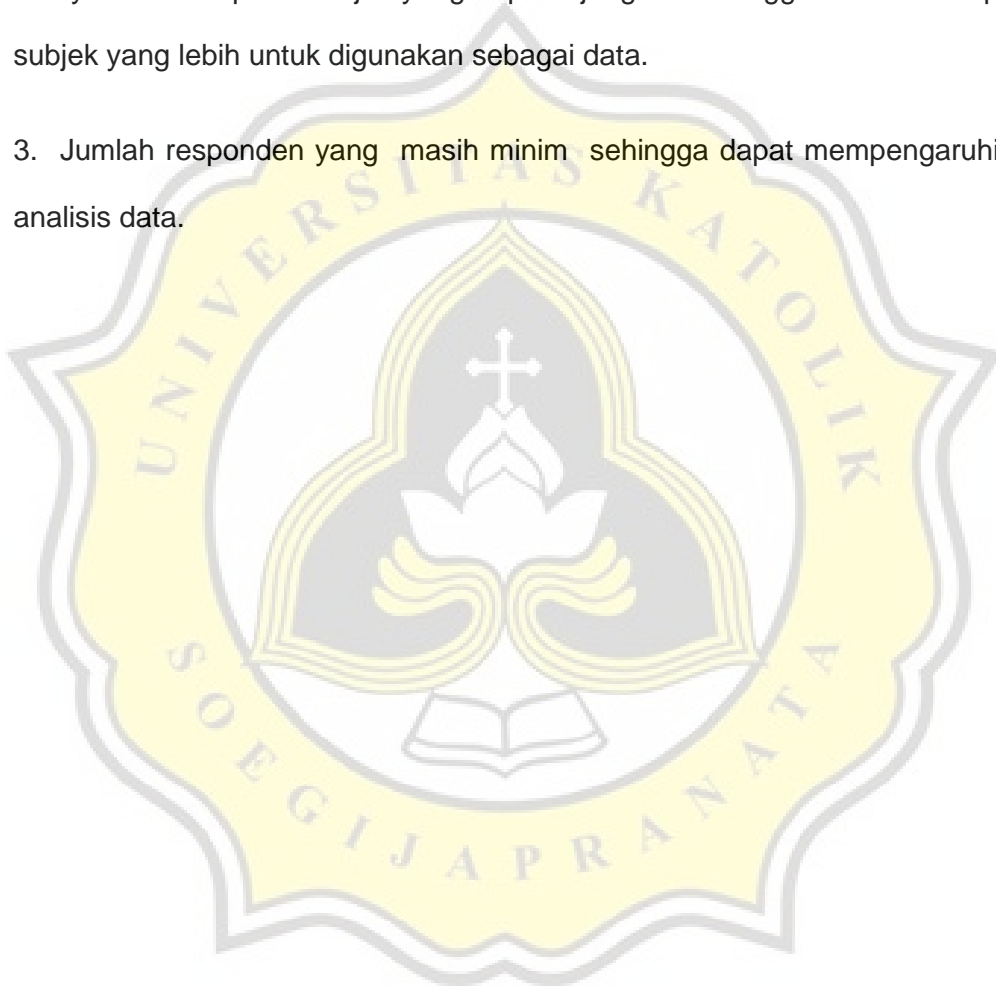 subjek yang lebih untuk digunakan sebagai data.
3. Jumlah responden yang masih minim sehingga dapat mempengaruhi
analisis data.
UNIVERSITAS KATOLIK
SOEGIJAPRANATA